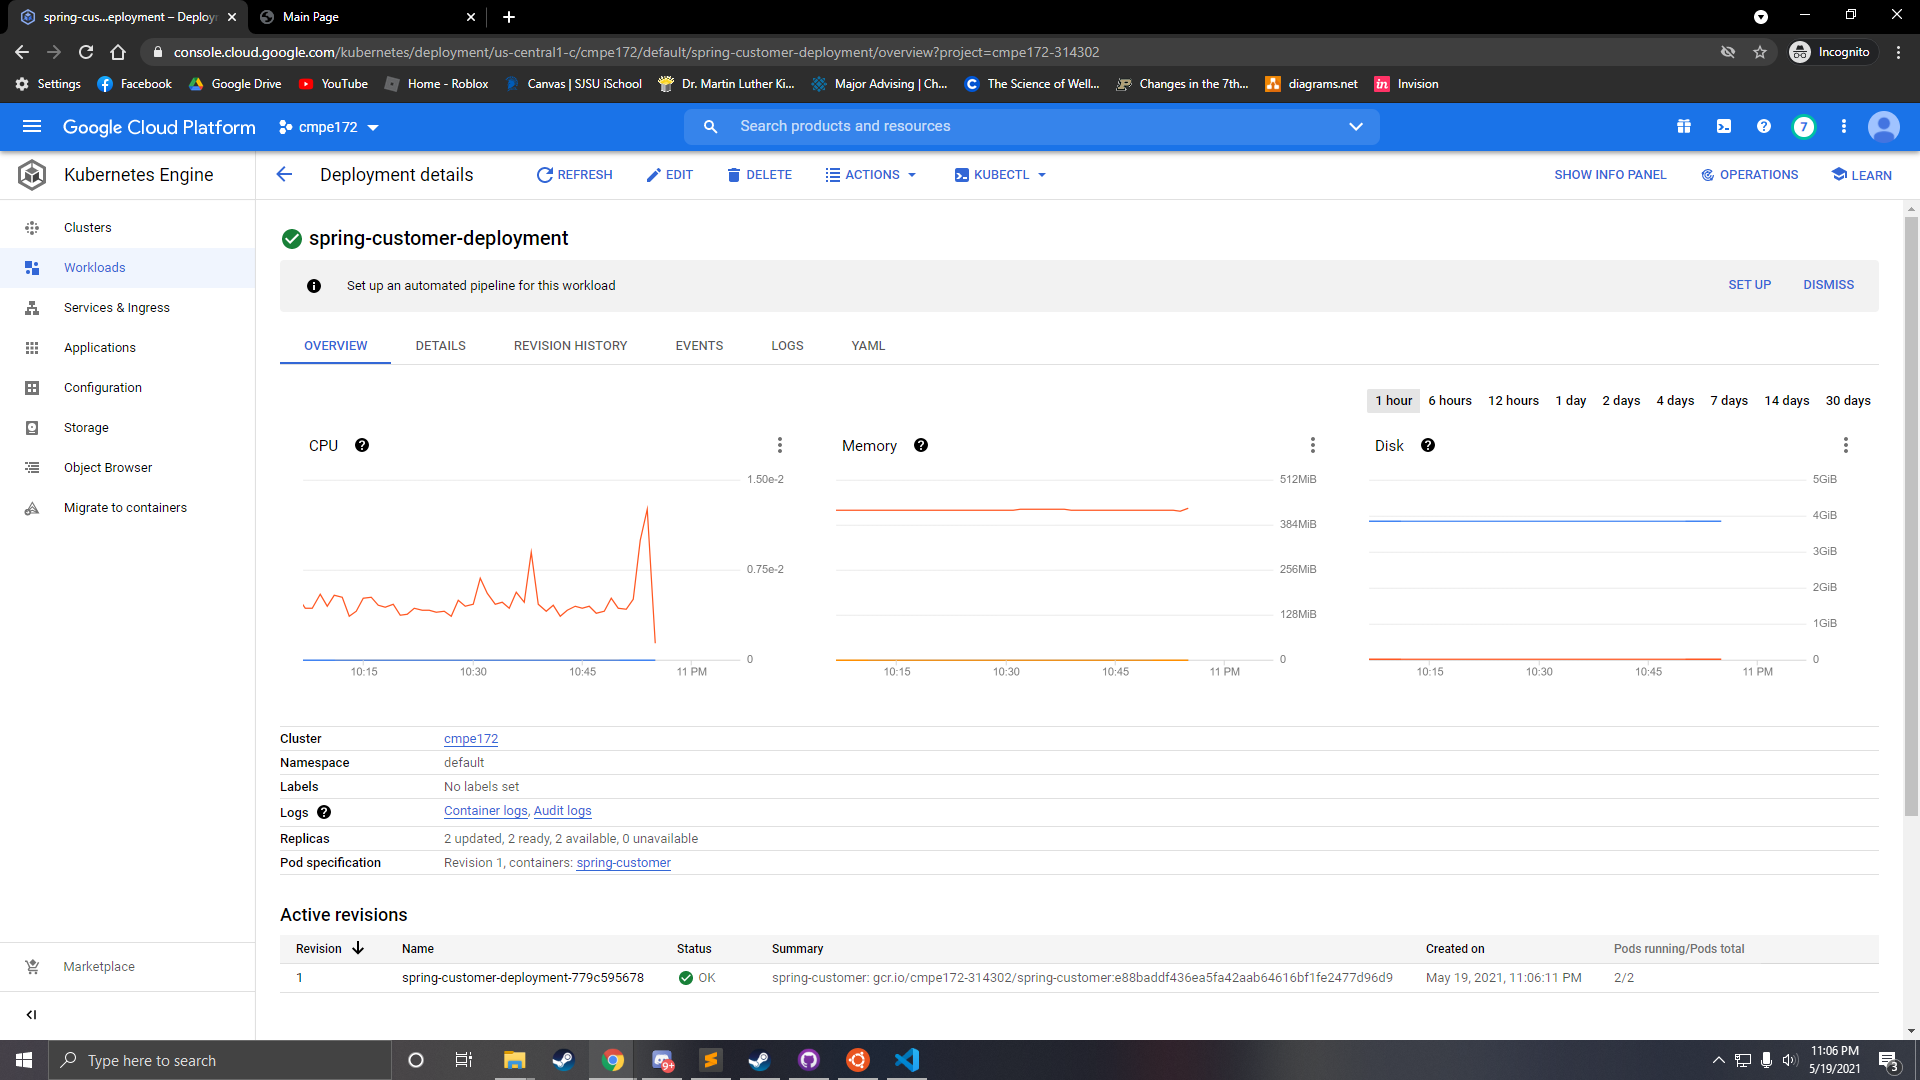 spring-cus...eployment – Deploy
Main Page
console.cloud.google.com/kubernetes/deployment/us-central1-c/cmpe172/default/spring-customer-deployment/overview?project=cmpe172-314302
Incognito
Settings Facebook Google Drive YouTube Home - Roblox Canvas | SJSU iSchool Dr. Martin Luther Ki... Major Advising | Ch... The Science of Well... Changes in the 7th... diagrams.net in Invision
Google Cloud Platform cmpe172 Search products and resources 7
Kubernetes Engine
Deployment details REFRESH EDIT DELETE ACTIONS KUBECTL SHOW INFO PANEL OPERATIONS LEARN
Clusters
Workloads
Services & Ingress
Applications
Configuration
Storage
Object Browser
Migrate to containers
Marketplace
spring-customer-deployment
Set up an automated pipeline for this workload SET UP DISMISS
OVERVIEW DETAILS REVISION HISTORY EVENTS LOGS YAML
1 hour 6 hours 12 hours 1 day 2 days 4 days 7 days 14 days 30 days
CPU
1.50e-2
0.75e-2
0
10:15 10:30 10:45 11 PM
Memory
512MiB
384MiB
256MiB
128MiB
0
10:15 10:30 10:45 11 PM
Disk
5GiB
4GiB
3GiB
2GiB
1GiB
0
10:15 10:30 10:45 11 PM
Cluster cmpe172
Namespace default
Labels No labels set
Logs Container logs, Audit logs
Replicas 2 updated, 2 ready, 2 available, 0 unavailable
Pod specification Revision 1, containers: spring-customer
Active revisions
Revision Name Status Summary Created on Pods running/Pods total
1 spring-customer-deployment-779c595678 OK spring-customer: gcr.io/cmpe172-314302/spring-customer:e88baddf436ea5fa42aab64616bf1fe2477d96d9 May 19, 2021, 11:06:11 PM 2/2
Type here to search
9+
11:06 PM
5/19/2021
3